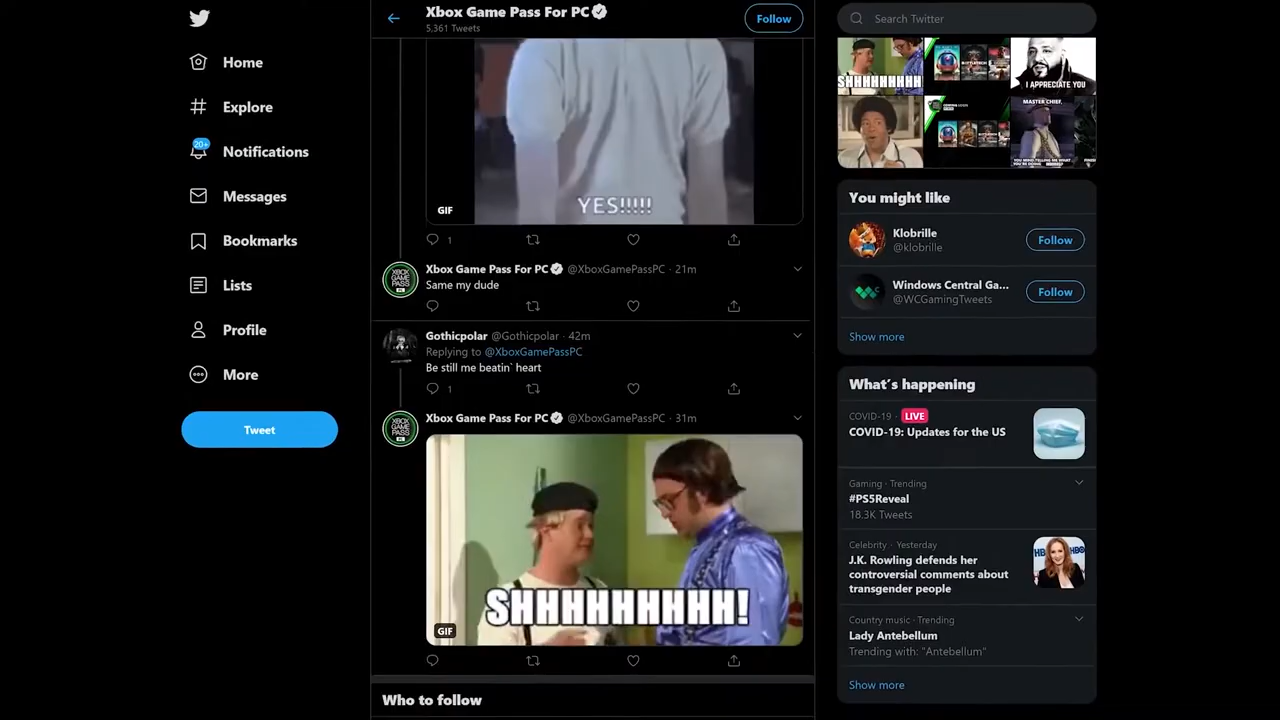 Home
Explore
20+
Notifications
Messages
Bookmarks
Lists
Profile
More
Tweet
Xbox Game Pass For PC
5,361 Tweets
Follow
YES!!!!!
GIF
1
Xbox Game Pass For PC @XboxGamePassPC · 21m
Same my dude
Gothicpolar @Gothicpolar · 42m
Replying to @XboxGamePassPC
Be still me beatin` heart
1
Xbox Game Pass For PC @XboxGamePassPC · 31m
SHHHHHHHHH!
GIF
Who to follow
Search Twitter
SHHHHHHHHH
I APPRECIATE YOU
MASTER CHIEF,
You might like
Klobrille
@klobrille
Follow
Windows Central Ga...
@WCGamingTweets
Follow
Show more
What's happening
COVID-19 · LIVE
COVID-19: Updates for the US
Gaming · Trending
#PS5Reveal
18.3K Tweets
Celebrity · Yesterday
J.K. Rowling defends her
controversial comments about
transgender people
Country music · Trending
Lady Antebellum
Trending with: "Antebellum"
Show more